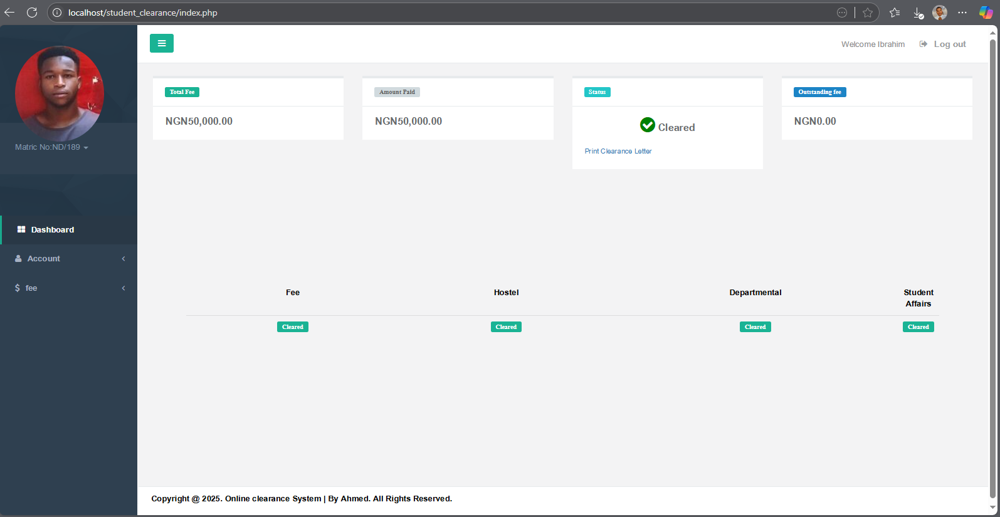 localhost/student_clearance/index.php
Welcome Ibrahim
Log out
Matric No:ND/189
Dashboard
Account
fee
Total Fee
NGN50,000.00
Amount Paid
NGN50,000.00
Status
Cleared
Print Clearance Letter
Outstanding fee
NGN0.00
Fee
Hostel
Departmental
Student
Affairs
Cleared
Cleared
Cleared
Cleared
Copyright @ 2025. Online clearance System | By Ahmed. All Rights Reserved.